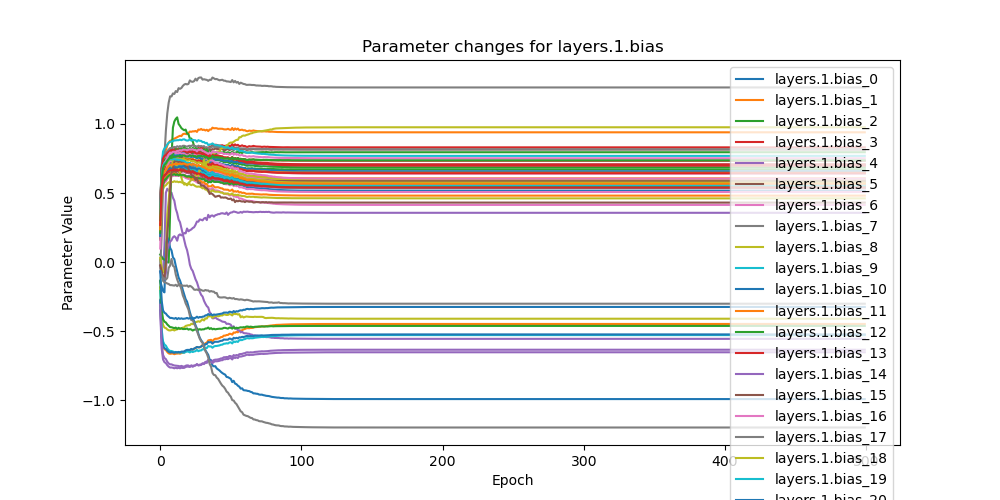 Parameter changes for layers.1.bias
Parameter Value
1.0
0.5
0.0
−0.5
−1.0
0
100
200
300
400
Epoch
layers.1.bias_0
layers.1.bias_1
layers.1.bias_2
layers.1.bias_3
layers.1.bias_4
layers.1.bias_5
layers.1.bias_6
layers.1.bias_7
layers.1.bias_8
layers.1.bias_9
layers.1.bias_10
layers.1.bias_11
layers.1.bias_12
layers.1.bias_13
layers.1.bias_14
layers.1.bias_15
layers.1.bias_16
layers.1.bias_17
layers.1.bias_18
layers.1.bias_19
layers.1.bias_20